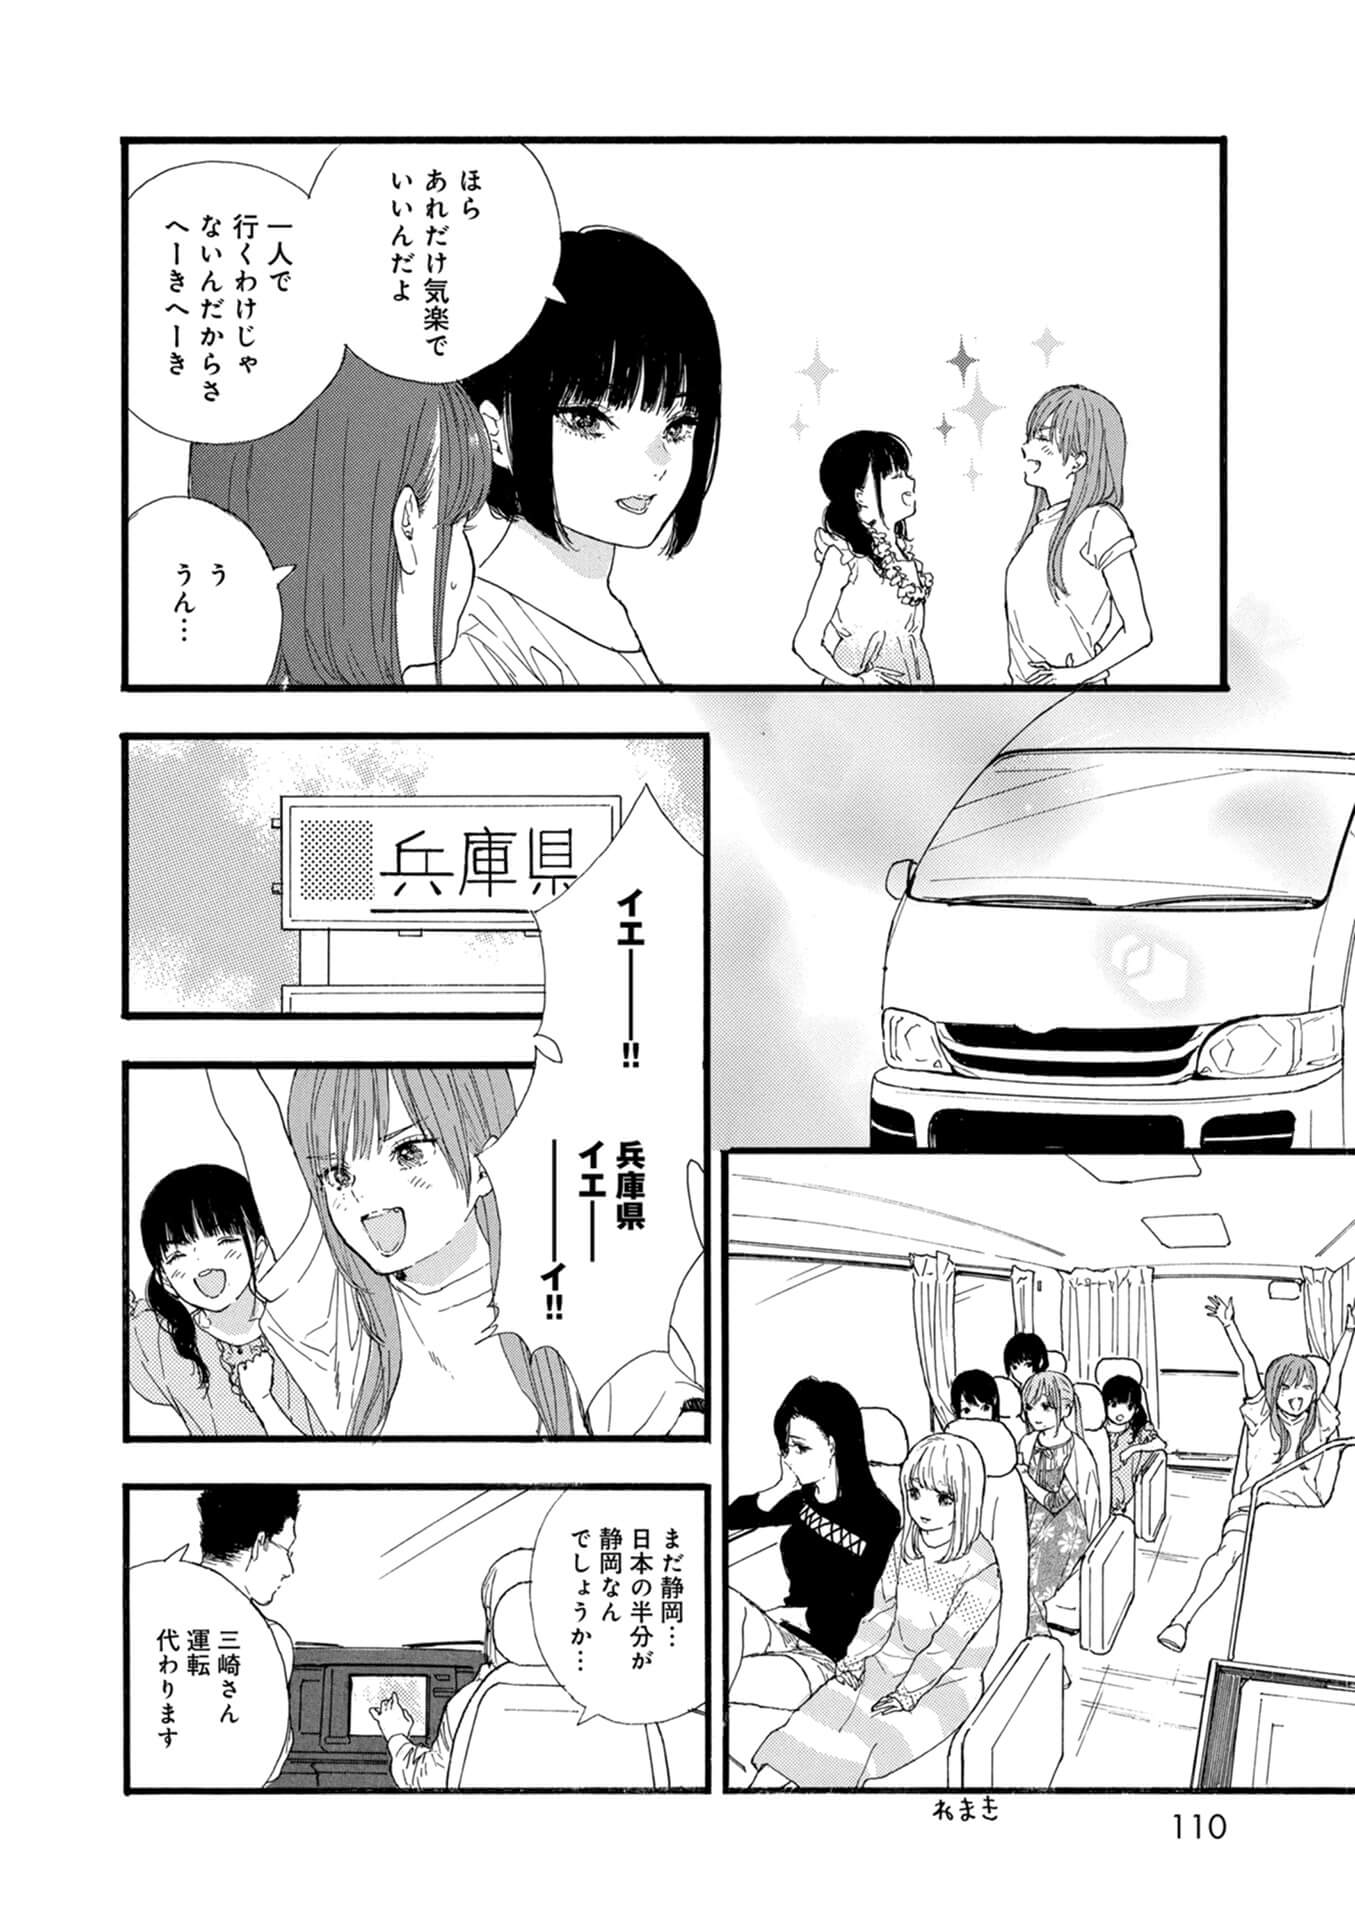 ほら
あれだけ気楽で
いいんだよ
一人で
行くわけじゃ
ないんだからさ
へーきへーき
う
うん…
兵庫県
イエーーー!!
兵庫県
イエーー
ーーイ!!
まだ静岡…
日本の半分が
静岡なん
でしょうか…
三崎さん
運転
代わります
ねまき
110